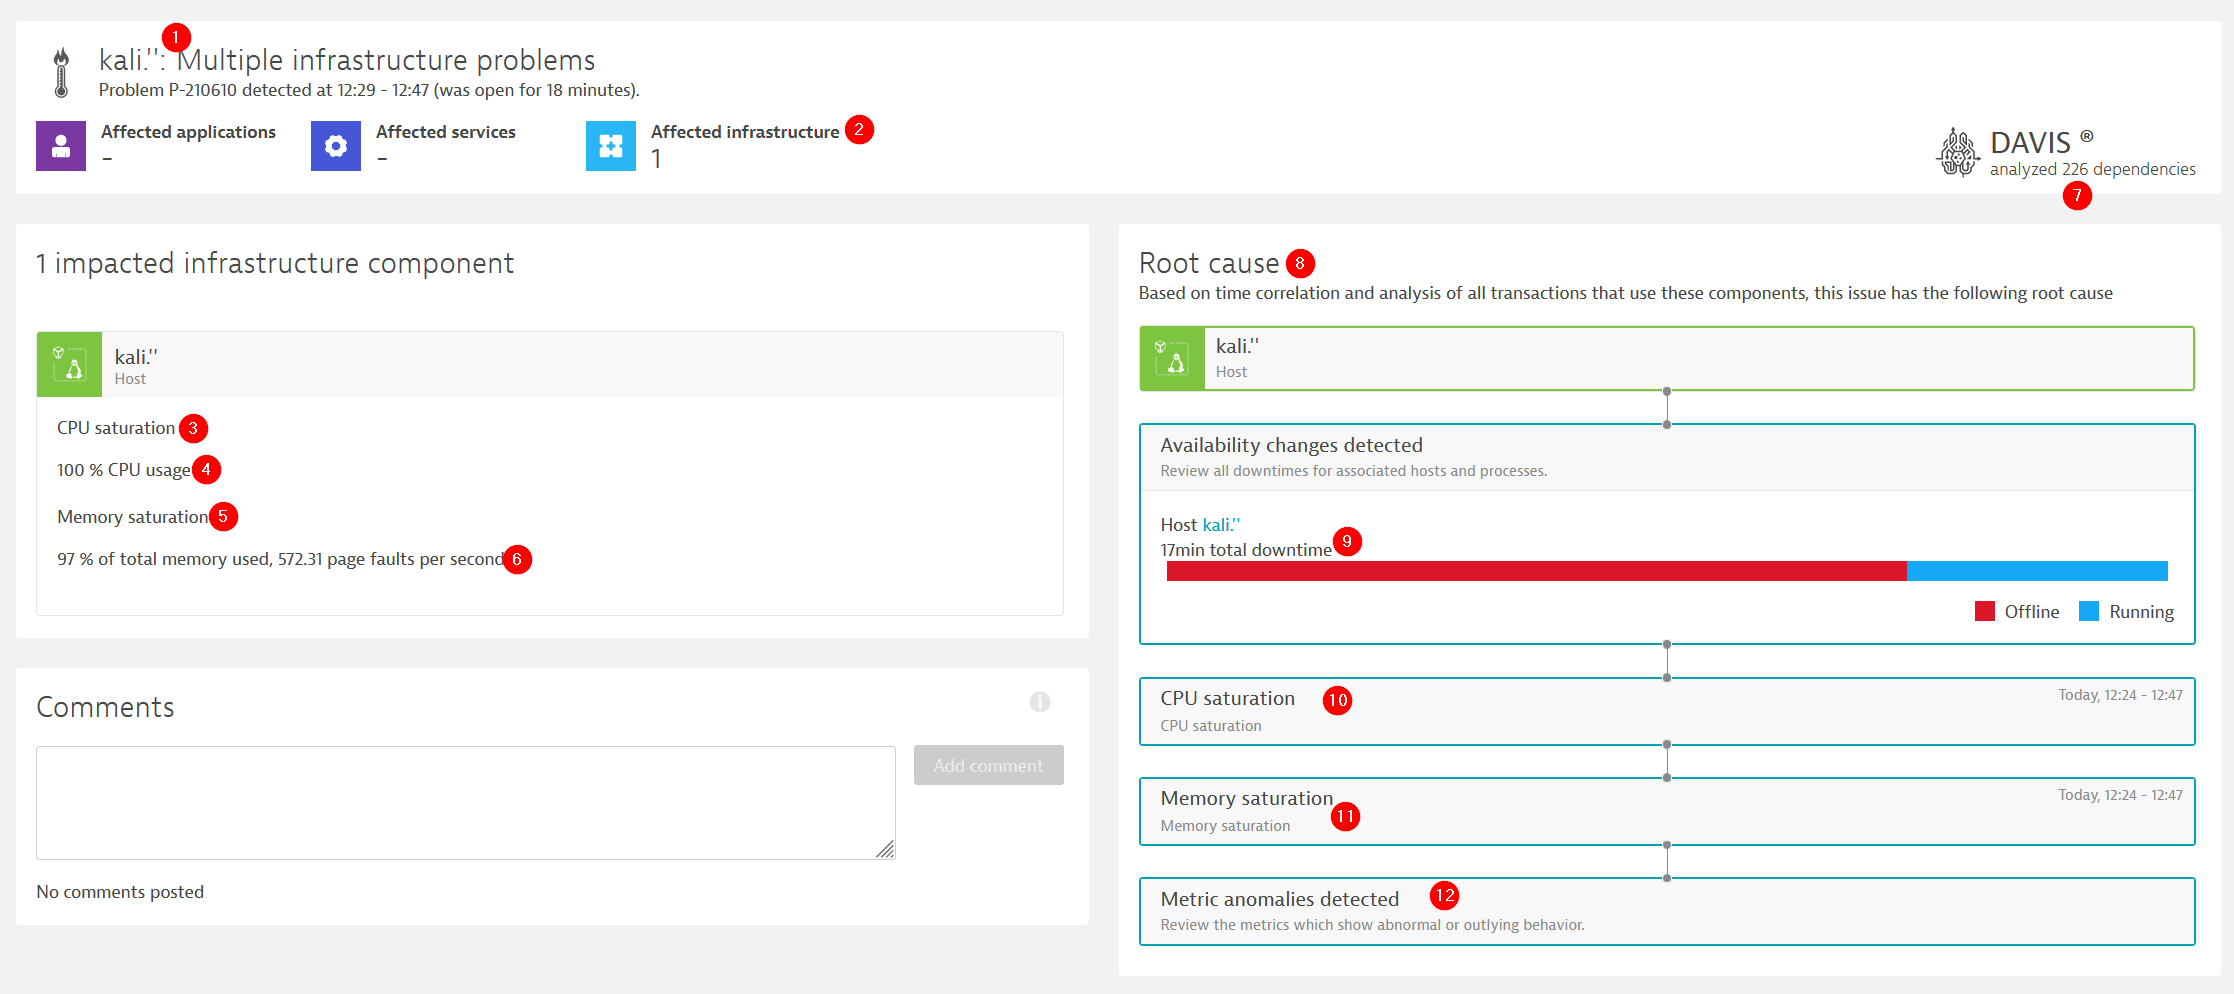 1
kali.'': Multiple infrastructure problems
Problem P-210610 detected at 12:29 - 12:47 (was open for 18 minutes).
Affected applications
–
Affected services
–
Affected infrastructure 2
1
DAVIS ®
analyzed 226 dependencies
7
1 impacted infrastructure component
kali.''
Host
CPU saturation 3
100 % CPU usage 4
Memory saturation 5
97 % of total memory used, 572.31 page faults per second 6
Comments
Add comment
No comments posted
Root cause 8
Based on time correlation and analysis of all transactions that use these components, this issue has the following root cause
kali.''
Host
Availability changes detected
Review all downtimes for associated hosts and processes.
Host kali.''
17min total downtime 9
Offline Running
CPU saturation 10 Today, 12:24 - 12:47
CPU saturation
Memory saturation Today, 12:24 - 12:47
11
Memory saturation
Metric anomalies detected 12
Review the metrics which show abnormal or outlying behavior.